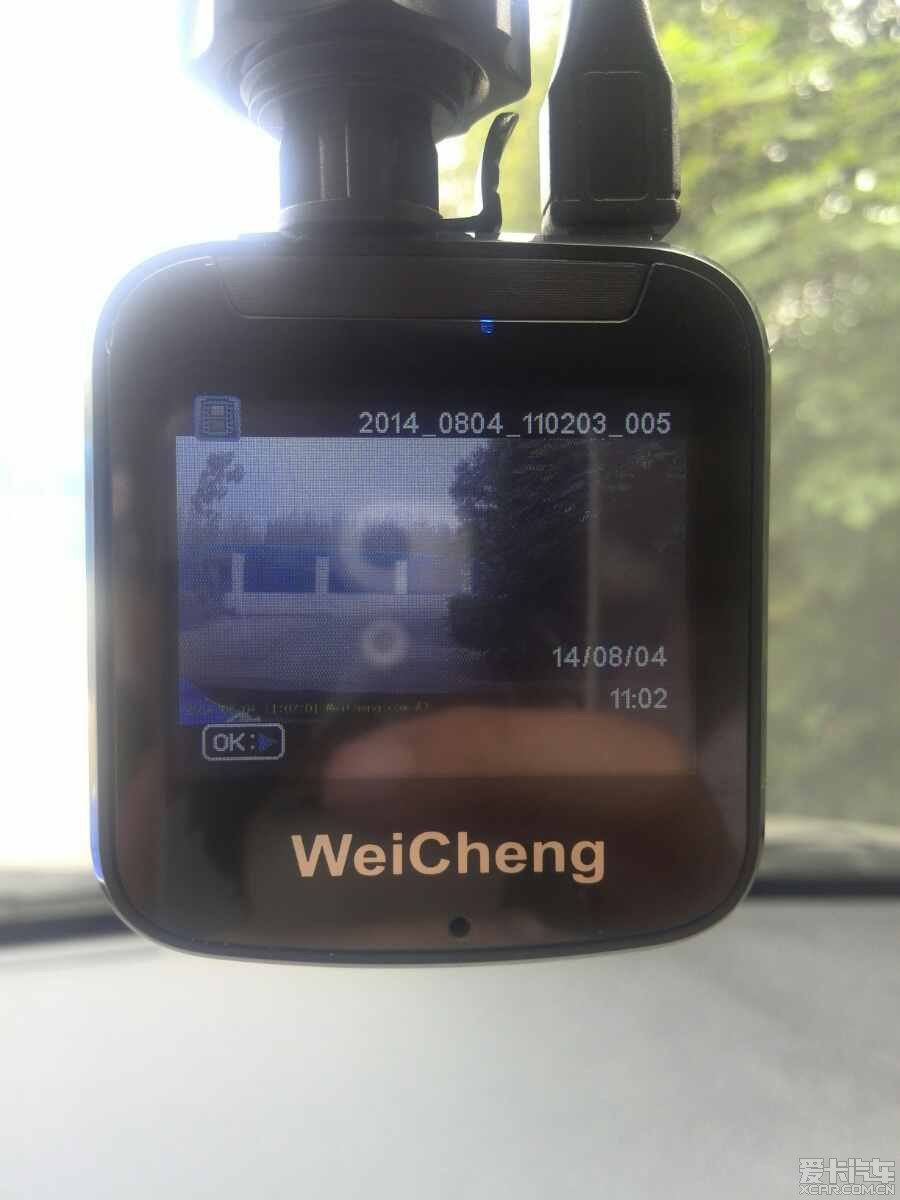 2014_0804_110203_005
14/08/04
11:02
OK:
WeiCheng
爱卡汽车
XCAR.COM.CN